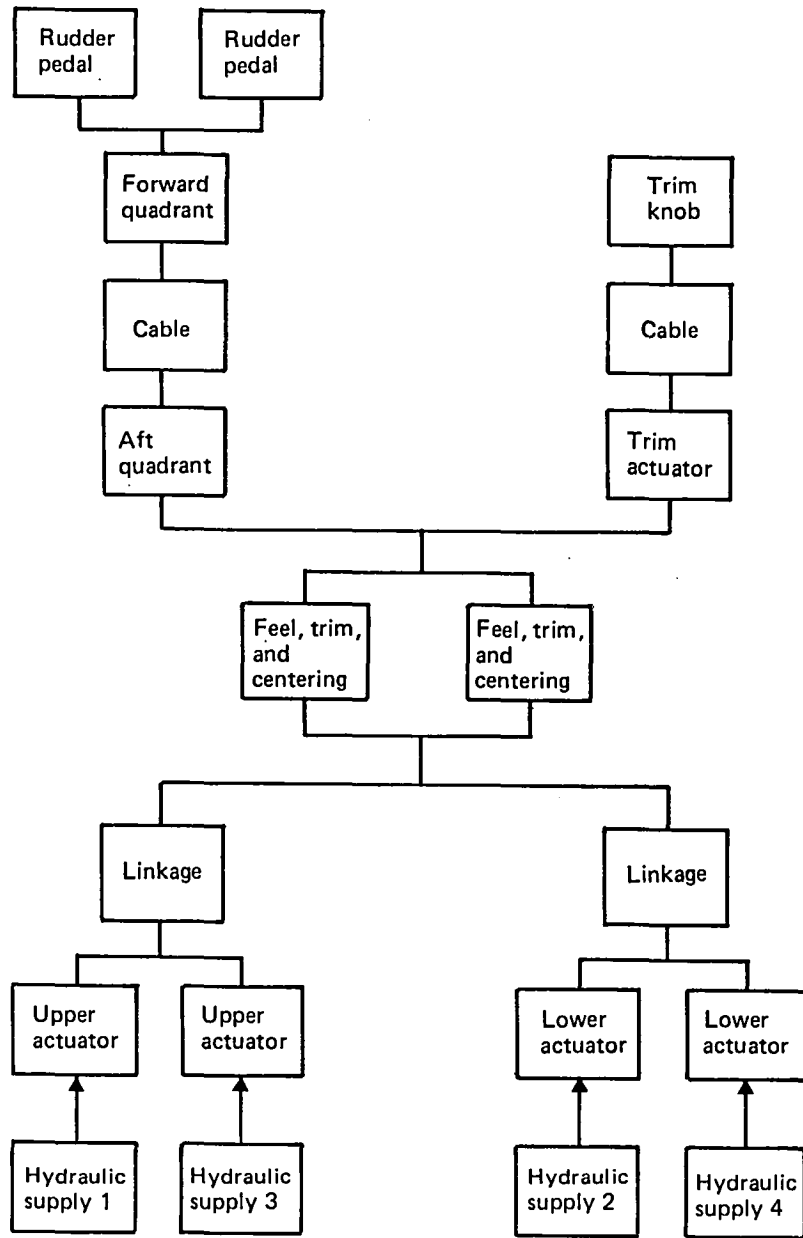 Rudder
pedal
Rudder
pedal
Forward
quadrant
Trim
knob
Cable
Cable
Aft
quadrant
Trim
actuator
Feel, trim,
and
centering
Feel, trim,
and
centering
Linkage
Linkage
Upper
actuator
Upper
actuator
Lower
actuator
Lower
actuator
Hydraulic
supply 1
Hydraulic
supply 3
Hydraulic
supply 2
Hydraulic
supply 4